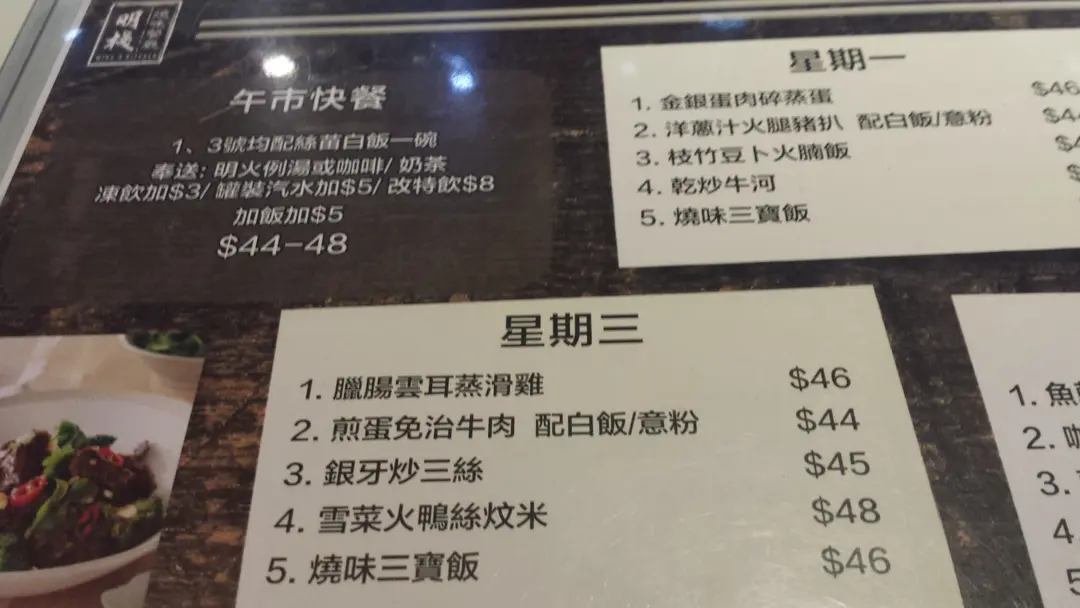 明棧
午市快餐
1、3號均配絲苗白飯一碗
奉送: 明火例湯或咖啡/ 奶茶
凍飲加$3/ 罐裝汽水加$5/ 改特飲$8
加飯加$5
$44-48
星期一
1. 金銀蛋肉碎蒸蛋 $46
2. 洋蔥汁火腿豬扒 配白飯/意粉
3. 枝竹豆卜火腩飯
4. 乾炒牛河
5. 燒味三寶飯
星期三
1. 臘腸雲耳蒸滑雞 $46
2. 煎蛋免治牛肉 配白飯/意粉 $44
3. 銀牙炒三絲 $45
4. 雪菜火鴨絲炆米 $48
5. 燒味三寶飯 $46
1. 魚
2.
3.
4.
5